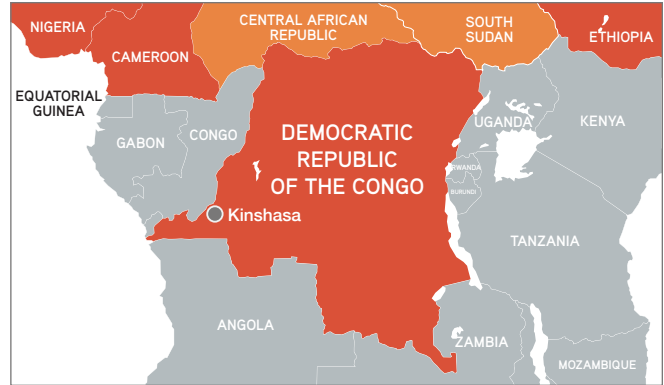 NIGERIA
CENTRAL AFRICAN
REPUBLIC
SOUTH
SUDAN
ETHIOPIA
CAMEROON
EQUATORIAL
GUINEA
GABON
CONGO
DEMOCRATIC
REPUBLIC
OF THE CONGO
UGANDA
KENYA
RWANDA
BURUNDI
Kinshasa
TANZANIA
ANGOLA
ZAMBIA
MOZAMBIQUE